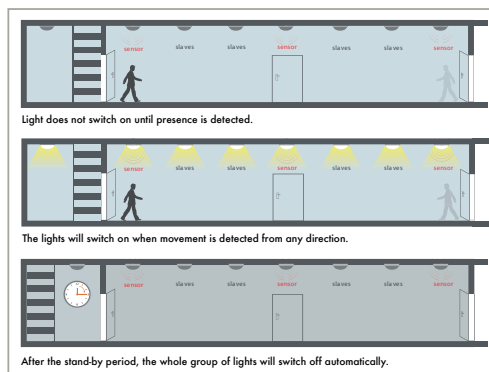 sensor slaves slaves sensor slaves slaves sensor
Light does not switch on until presence is detected.
sensor slaves slaves sensor slaves slaves sensor
The lights will switch on when movement is detected from any direction.
sensor slaves slaves sensor slaves slaves sensor
After the stand-by period, the whole group of lights will switch off automatically.